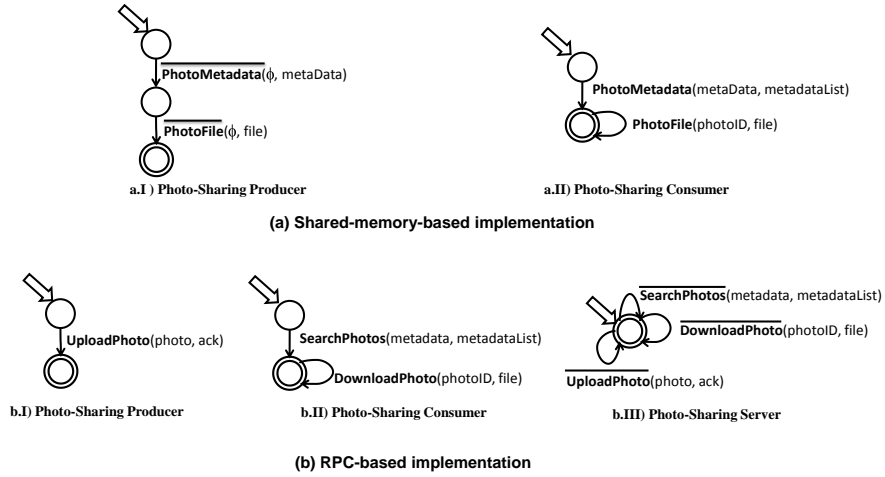 PhotoMetadata(ϕ, metaData)
PhotoFile(ϕ, file)
a.I ) Photo-Sharing Producer
PhotoMetadata(metaData, metadataList)
PhotoFile(photoID, file)
a.II) Photo-Sharing Consumer
(a) Shared-memory-based implementation
UploadPhoto(photo, ack)
b.I) Photo-Sharing Producer
SearchPhotos(metadata, metadataList)
DownloadPhoto(photoID, file)
b.II) Photo-Sharing Consumer
SearchPhotos(metadata, metadataList)
DownloadPhoto(photoID, file)
UploadPhoto(photo, ack)
b.III) Photo-Sharing Server
(b) RPC-based implementation